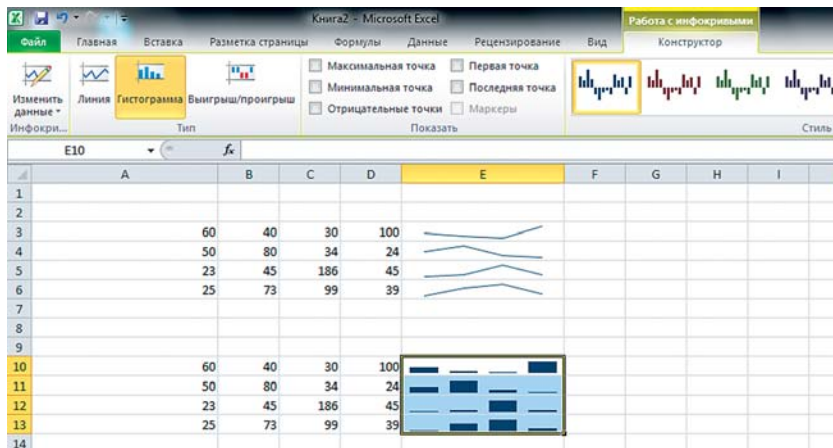 Книга2 - Microsoft Excel
Работа с инфокривыми
Файл Главная Вставка Разметка страницы Формулы Данные Рецензирование Вид Конструктор
Изменить данные
Линия Гистограмма Выигрыш/проигрыш
Максимальная точка Первая точка
Минимальная точка Последняя точка
Отрицательные точки Маркеры
Инфокри... Тип Показать Стиль
E10 fx
A B C D E F G H I
1
2
3 60 40 30 100
4 50 80 34 24
5 23 45 186 45
6 25 73 99 39
7
8
9
10 60 40 30 100
11 50 80 34 24
12 23 45 186 45
13 25 73 99 39
14